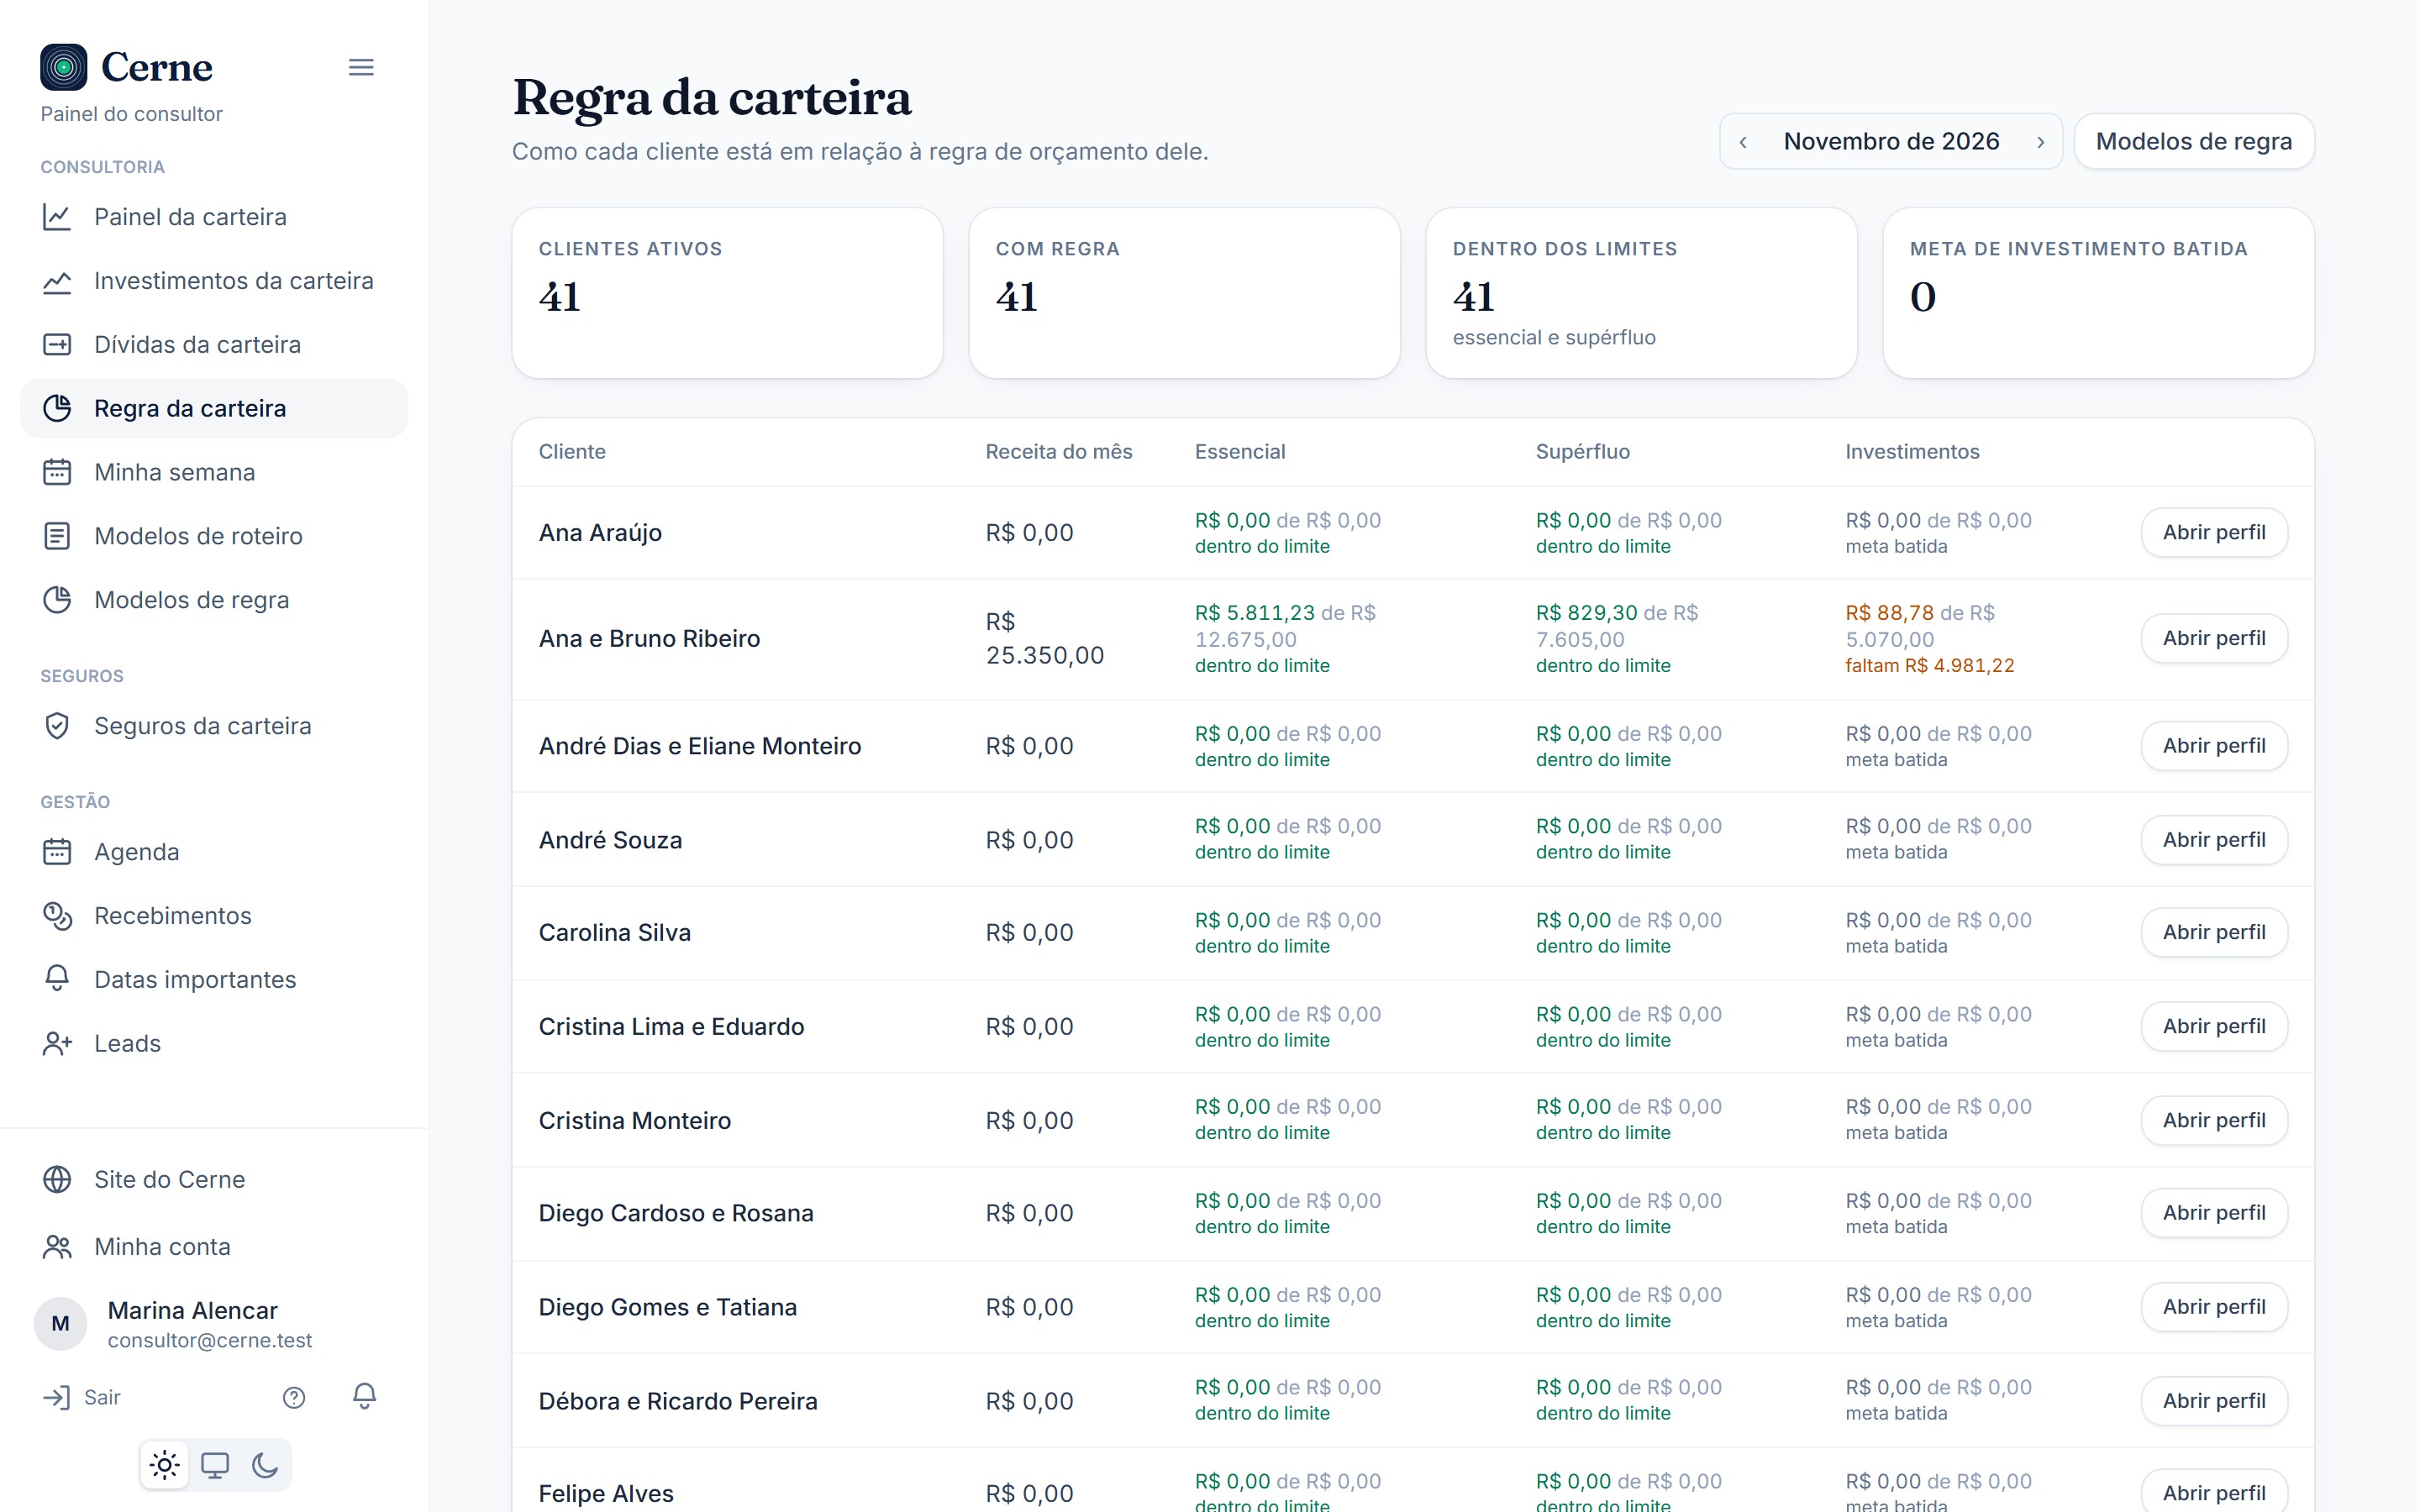 Cerne
Painel do consultor
CONSULTORIA
Painel da carteira
Investimentos da carteira
Dívidas da carteira
Regra da carteira
Minha semana
Modelos de roteiro
Modelos de regra
SEGUROS
Seguros da carteira
GESTÃO
Agenda
Recebimentos
Datas importantes
Leads
Site do Cerne
Minha conta
M
Marina Alencar
consultor@cerne.test
Sair
Regra da carteira
Como cada cliente está em relação à regra de orçamento dele.
‹ Novembro de 2026 ›
Modelos de regra
CLIENTES ATIVOS
41
COM REGRA
41
DENTRO DOS LIMITES
41
essencial e supérfluo
META DE INVESTIMENTO BATIDA
0
Cliente Receita do mês Essencial Supérfluo Investimentos
Ana Araújo R$ 0,00 R$ 0,00 de R$ 0,00 R$ 0,00 de R$ 0,00 R$ 0,00 de R$ 0,00 Abrir perfil
dentro do limite dentro do limite meta batida
Ana e Bruno Ribeiro R$ R$ 5.811,23 de R$ R$ 829,30 de R$ R$ 88,78 de R$ Abrir perfil
25.350,00 12.675,00 7.605,00 5.070,00
dentro do limite dentro do limite faltam R$ 4.981,22
André Dias e Eliane Monteiro R$ 0,00 R$ 0,00 de R$ 0,00 R$ 0,00 de R$ 0,00 R$ 0,00 de R$ 0,00 Abrir perfil
dentro do limite dentro do limite meta batida
André Souza R$ 0,00 R$ 0,00 de R$ 0,00 R$ 0,00 de R$ 0,00 R$ 0,00 de R$ 0,00 Abrir perfil
dentro do limite dentro do limite meta batida
Carolina Silva R$ 0,00 R$ 0,00 de R$ 0,00 R$ 0,00 de R$ 0,00 R$ 0,00 de R$ 0,00 Abrir perfil
dentro do limite dentro do limite meta batida
Cristina Lima e Eduardo R$ 0,00 R$ 0,00 de R$ 0,00 R$ 0,00 de R$ 0,00 R$ 0,00 de R$ 0,00 Abrir perfil
dentro do limite dentro do limite meta batida
Cristina Monteiro R$ 0,00 R$ 0,00 de R$ 0,00 R$ 0,00 de R$ 0,00 R$ 0,00 de R$ 0,00 Abrir perfil
dentro do limite dentro do limite meta batida
Diego Cardoso e Rosana R$ 0,00 R$ 0,00 de R$ 0,00 R$ 0,00 de R$ 0,00 R$ 0,00 de R$ 0,00 Abrir perfil
dentro do limite dentro do limite meta batida
Diego Gomes e Tatiana R$ 0,00 R$ 0,00 de R$ 0,00 R$ 0,00 de R$ 0,00 R$ 0,00 de R$ 0,00 Abrir perfil
dentro do limite dentro do limite meta batida
Débora e Ricardo Pereira R$ 0,00 R$ 0,00 de R$ 0,00 R$ 0,00 de R$ 0,00 R$ 0,00 de R$ 0,00 Abrir perfil
dentro do limite dentro do limite meta batida
Felipe Alves R$ 0,00 R$ 0,00 de R$ 0,00 R$ 0,00 de R$ 0,00 R$ 0,00 de R$ 0,00 Abrir perfil
dentro do limite dentro do limite meta batida